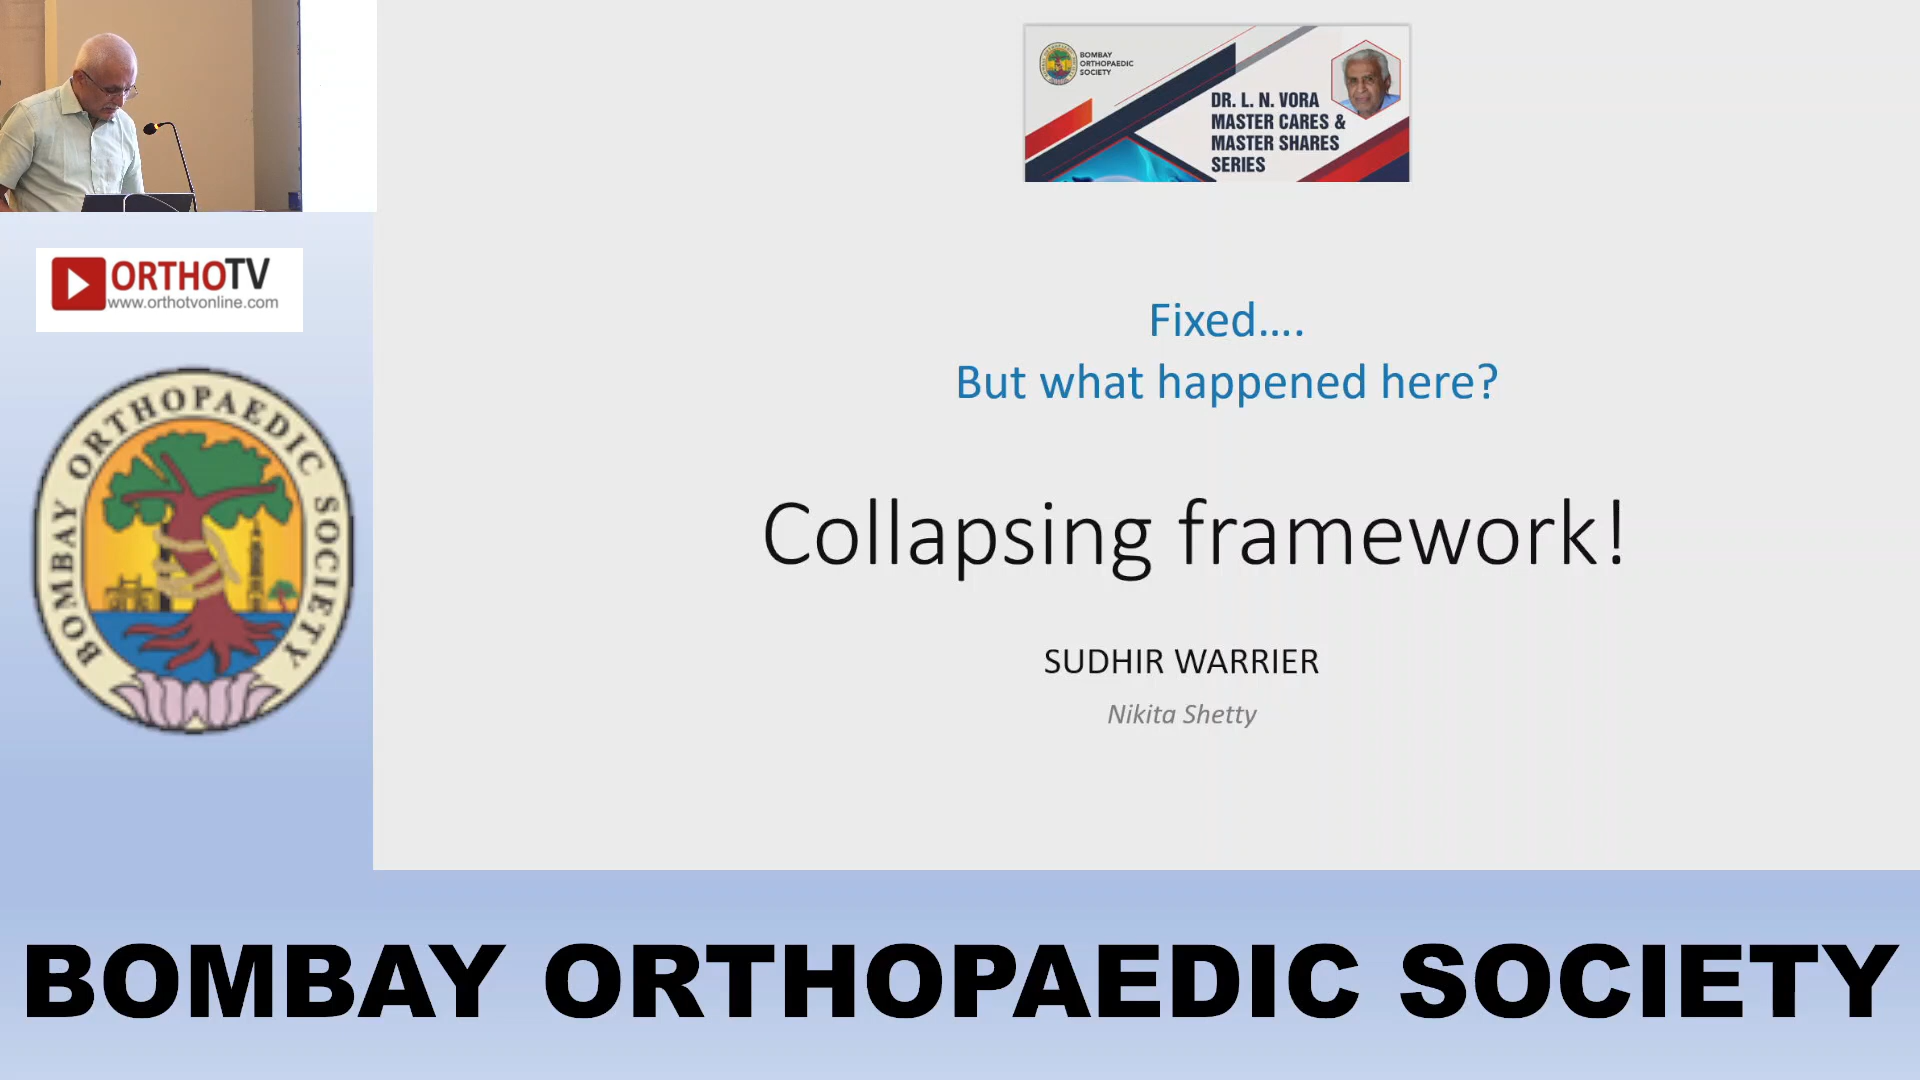 BOMBAY
ORTHOPAEDIC
SOCIETY
DR. L. N. VORA
MASTER CARES &
MASTER SHARES
SERIES
ORTHOTV
www.orthotvonline.com
Fixed....
But what happened here?
Collapsing framework!
SUDHIR WARRIER
Nikita Shetty
BOMBAY ORTHOPAEDIC SOCIETY
BOMBAY ORTHOPAEDIC SOCIETY